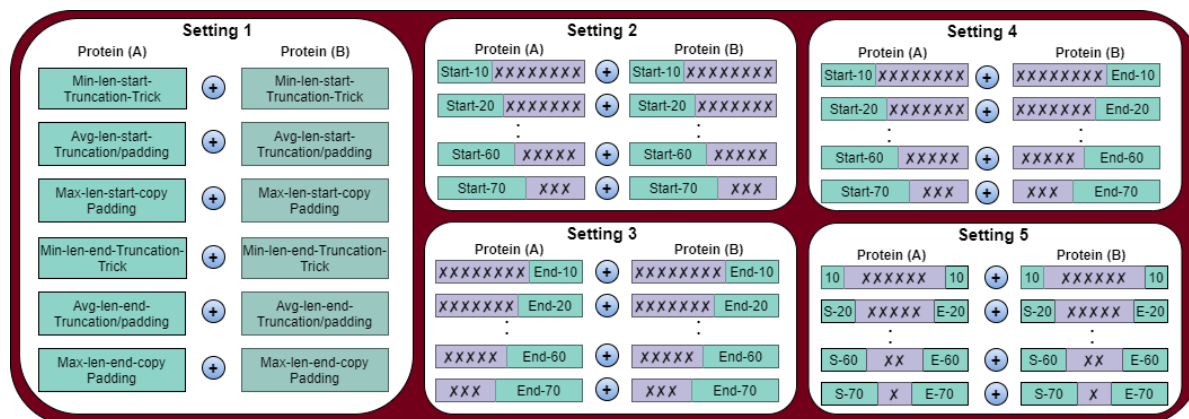 Setting 1
Protein (A) Protein (B)
Min-len-start-
Truncation-Trick
+
Min-len-start-
Truncation-Trick
Avg-len-start-
Truncation/padding
+
Avg-len-start-
Truncation/padding
Max-len-start-copy
Padding
+
Max-len-start-copy
Padding
Min-len-end-Truncation-
Trick
+
Min-len-end-Truncation-
Trick
Avg-len-end-
Truncation/padding
+
Avg-len-end-
Truncation/padding
Max-len-end-copy
Padding
+
Max-len-end-copy
Padding
Setting 2
Protein (A) Protein (B)
Start-10 XXXXXXXX + Start-10 XXXXXXXX
Start-20 XXXXXXX + Start-20 XXXXXXX
: :
Start-60 XXXXX + Start-60 XXXXX
Start-70 XXX + Start-70 XXX
Setting 3
Protein (A) Protein (B)
XXXXXXXX End-10 + XXXXXXXX End-10
XXXXXXX End-20 + XXXXXXX End-20
: :
XXXXX End-60 + XXXXX End-60
XXX End-70 + XXX End-70
Setting 4
Protein (A) Protein (B)
Start-10 XXXXXXXX + XXXXXXXX End-10
Start-20 XXXXXXX + XXXXXXX End-20
: :
Start-60 XXXXX + XXXXX End-60
Start-70 XXX + XXX End-70
Setting 5
Protein (A) Protein (B)
10 XXXXXX 10 + 10 XXXXXX 10
S-20 XXXXX E-20 + S-20 XXXXX E-20
: :
S-60 XX E-60 + S-60 XX E-60
S-70 X E-70 + S-70 X E-70